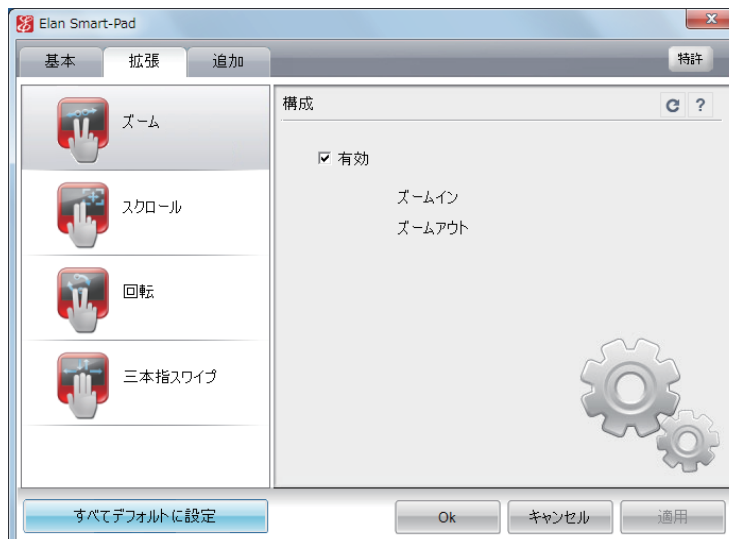 Elan Smart-Pad
基本 拡張 追加 特許
ズーム
スクロール
回転
三本指スワイプ
構成
?
有効
ズームイン
ズームアウト
すべてデフォルトに設定
Ok キャンセル 適用